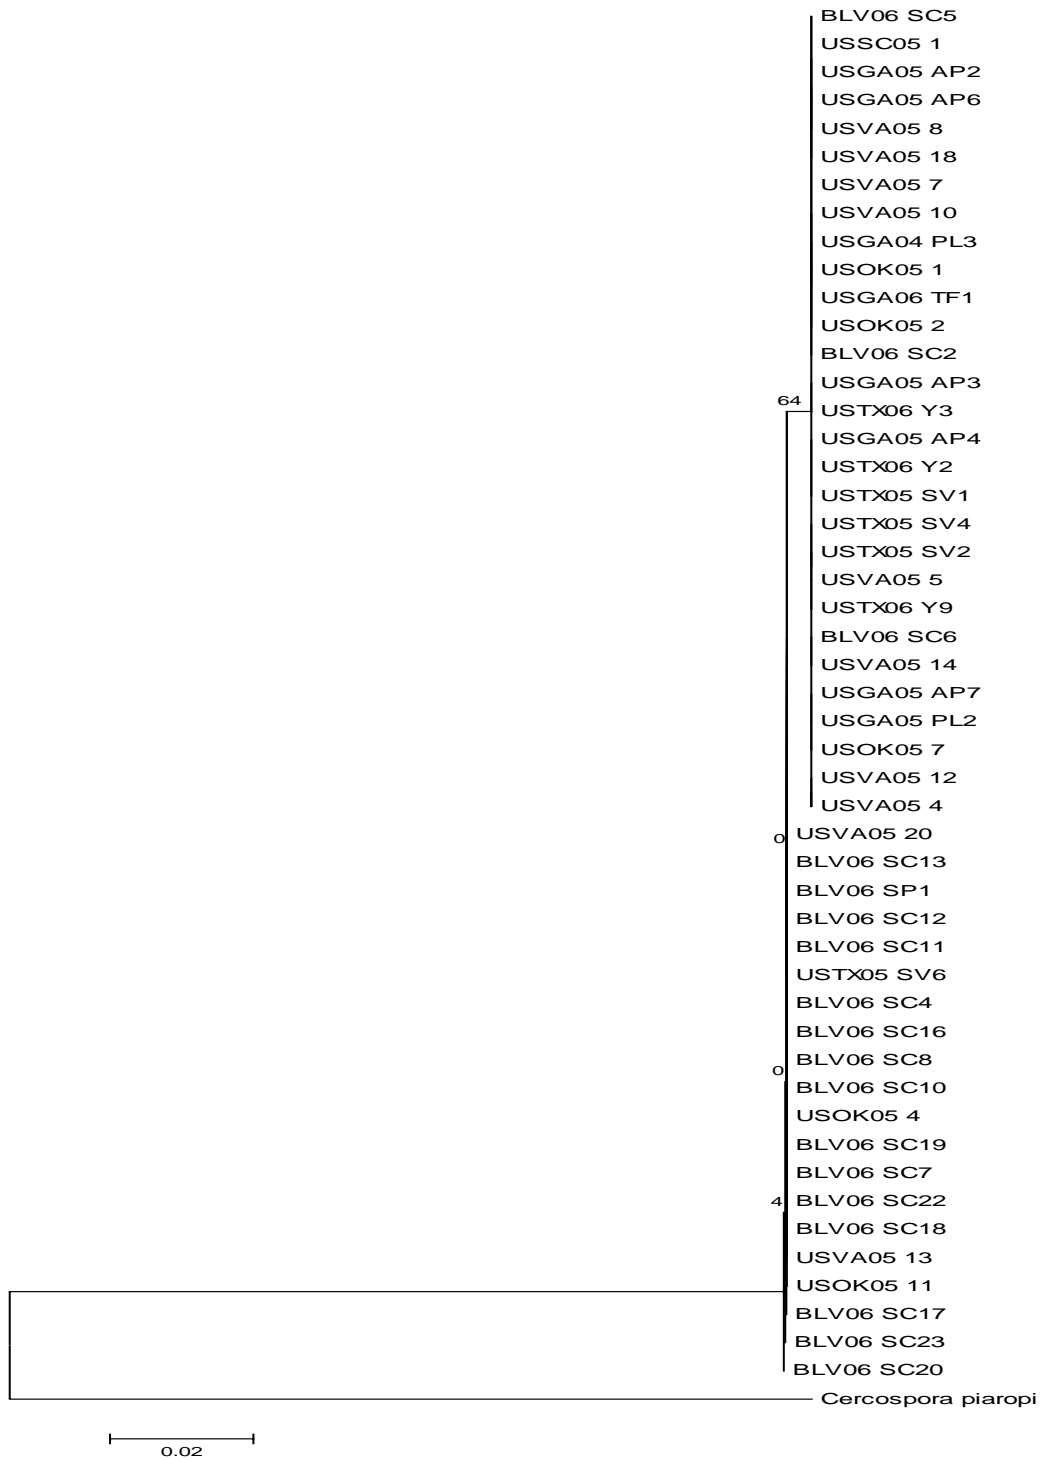 BLV06 SC5
USSC05 1
USGA05 AP2
USGA05 AP6
USVA05 8
USVA05 18
USVA05 7
USVA05 10
USGA04 PL3
USOK05 1
USGA06 TF1
USOK05 2
BLV06 SC2
USGA05 AP3
64
USTX06 Y3
USGA05 AP4
USTX06 Y2
USTX05 SV1
USTX05 SV4
USTX05 SV2
USVA05 5
USTX06 Y9
BLV06 SC6
USVA05 14
USGA05 AP7
USGA05 PL2
USOK05 7
USVA05 12
USVA05 4
0
USVA05 20
BLV06 SC13
BLV06 SP1
BLV06 SC12
BLV06 SC11
USTX05 SV6
BLV06 SC4
BLV06 SC16
BLV06 SC8
0
BLV06 SC10
USOK05 4
BLV06 SC19
BLV06 SC7
4
BLV06 SC22
BLV06 SC18
USVA05 13
USOK05 11
BLV06 SC17
BLV06 SC23
BLV06 SC20
Cercospora piaropi
0.02